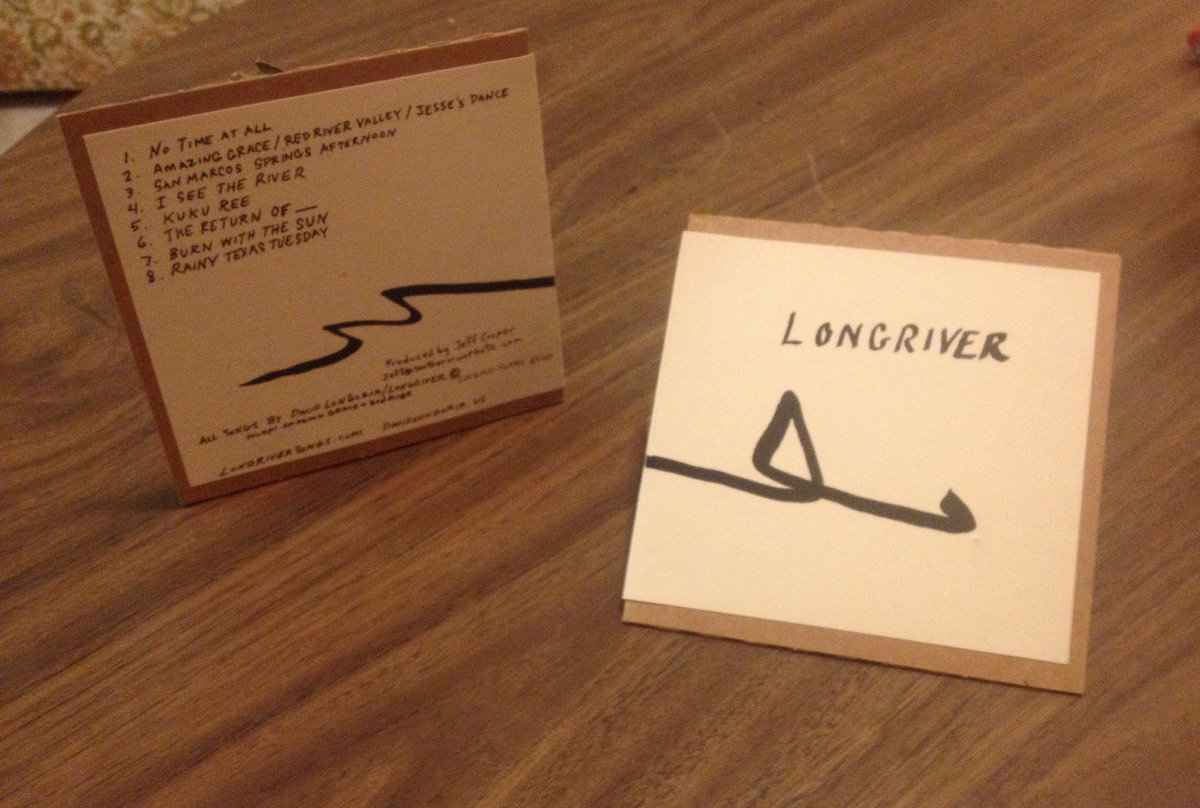 1. NO TIME AT ALL
2. AMAZING GRACE / RED RIVER VALLEY / JESSE'S DANCE
3. SAN MARCOS SPRINGS AFTERNOON
4. I SEE THE RIVER
5. KUKU REE
6. THE RETURN OF —
7. BURN WITH THE SUN
8. RAINY TEXAS TUESDAY
Produced by Jeff
ALL SONGS BY DAVID LONGORIA/LONGRIVER ©
LONGRIVERSONGS.COM DAVIDLONGORIA.US
LONGRIVER